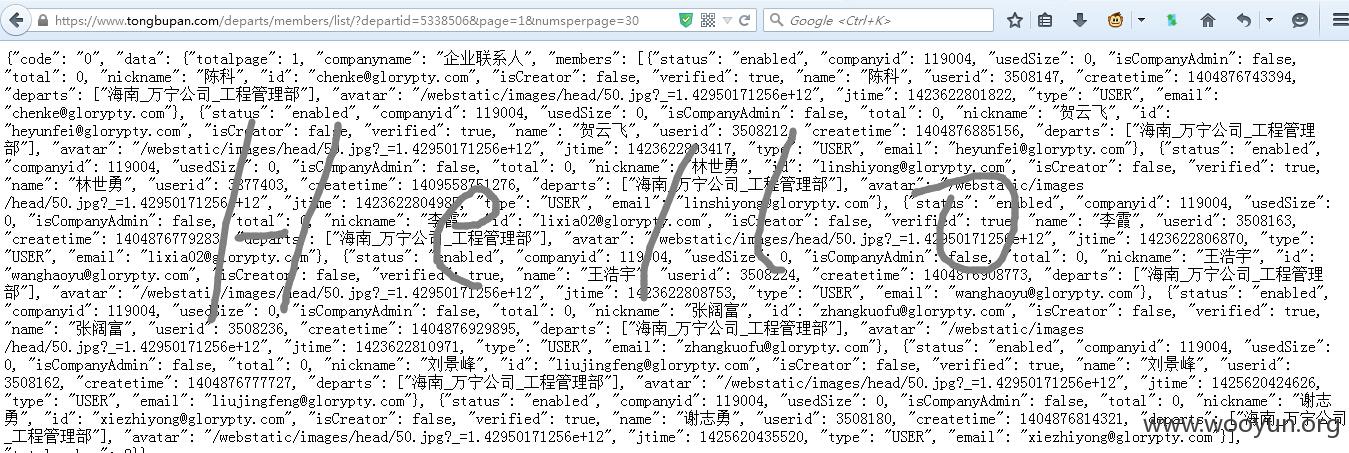 https://www.tongbupan.com/departs/members/list/?departid=5338506&page=1&numsperpage=30
Google <Ctrl+K>
{"code": "0", "data": {"totalpage": 1, "companyname": "企业联系人", "members": [{"status": "enabled", "companyid": 119004, "usedSize": 0, "isCompanyAdmin": false,
"total": 0, "nickname": "陈科", "id": "chenke@glorypty.com", "isCreator": false, "verified": true, "name": "陈科", "userid": 3508147, "createtime": 1404876743394,
"departs": ["海南_万宁公司_工程管理部"], "avatar": "/webstatic/images/head/50.jpg?_=1.42950171256e+12", "jtime": 1423622801822, "type": "USER", "email":
"chenke@glorypty.com"}, {"status": "enabled", "companyid": 119004, "usedSize": 0, "isCompanyAdmin": false, "total": 0, "nickname": "贺云飞", "id":
"heyunfei@glorypty.com", "isCreator": false, "verified": true, "name": "贺云飞", "userid": 3508212, "createtime": 1404876885156, "departs": ["海南_万宁公司_工程管理
部"], "avatar": "/webstatic/images/head/50.jpg?_=1.42950171256e+12", "jtime": 1423622803417, "type": "USER", "email": "heyunfei@glorypty.com"}, {"status": "enabled",
"companyid": 119004, "usedSize": 0, "isCompanyAdmin": false, "total": 0, "nickname": "林世勇", "id": "linshiyong@glorypty.com", "isCreator": false, "verified": true,
"name": "林世勇", "userid": 3877403, "createtime": 1409558751276, "departs": ["海南_万宁公司_工程管理部"], "avatar": "/webstatic/images
/head/50.jpg?_=1.42950171256e+12", "jtime": "type": "USER", "email": "linshiyong@glorypty.com"}, {"status": "enabled", "companyid": 119004, "usedSize":
0, "isCompanyAdmin": false, "total": 0, "nickname": "李霞", "id": "lixia02@glorypty.com", "isCreator": false, "verified": true, "name": "李霞", "userid": 3508163,
"createtime": 1404876779283, "departs": ["海南_万宁公司_工程管理部"], "avatar": "/webstatic/images/head/50.jpg?_=1.42950171256e+12", "jtime": 1423622806870, "type":
"USER", "email": "lixia02@glorypty.com"}, {"status": "enabled", "companyid": 119004, "usedSize": 0, "isCompanyAdmin": false, "total": 0, "nickname": "王浩宇", "id":
"wanghaoyu@glorypty.com", "isCreator": false, "verified": true, "name": "王浩宇", "userid": 3508224, "createtime": 1404876908773, "departs": ["海南_万宁公司_工程管理
部"], "avatar": "/webstatic/images/head/50.jpg?_=1.42950171256e+12", "jtime": 1423622808753, "type": "USER", "email": "wanghaoyu@glorypty.com"}, {"status": "enabled",
"companyid": 119004, "usedSize": 0, "isCompanyAdmin": false, "total": 0, "nickname": "张阔富", "id": "zhangkuofu@glorypty.com", "isCreator": false, "verified": true,
"name": "张阔富", "userid": 3508236, "createtime": 1404876929895, "departs": ["海南_万宁公司_工程管理部"], "avatar": "/webstatic/images
/head/50.jpg?_=1.42950171256e+12", "jtime": 1423622810971, "type": "USER", "email": "zhangkuofu@glorypty.com"}, {"status": "enabled", "companyid": 119004, "usedSize":
0, "isCompanyAdmin": false, "total": 0, "nickname": "刘景峰", "id": "liujingfeng@glorypty.com", "isCreator": false, "verified": true, "name": "刘景峰", "userid":
3508162, "createtime": 1404876777727, "departs": ["海南_万宁公司_工程管理部"], "avatar": "/webstatic/images/head/50.jpg?_=1.42950171256e+12", "jtime": 1425620424626,
"type": "USER", "email": "liujingfeng@glorypty.com"}, {"status": "enabled", "companyid": 119004, "usedSize": 0, "isCompanyAdmin": false, "total": 0, "nickname": "谢志
勇", "id": "xiezhiyong@glorypty.com", "isCreator": false, "verified": true, "name": "谢志勇", "userid": 3508180, "createtime": 1404876814321, "departs": ["海南_万宁公司
_工程管理部"], "avatar": "/webstatic/images/head/50.jpg?_=1.42950171256e+12", "jtime": 1425620435520, "type": "USER", "email": "xiezhiyong@glorypty.com"}],
Hello
www.wooyun.org